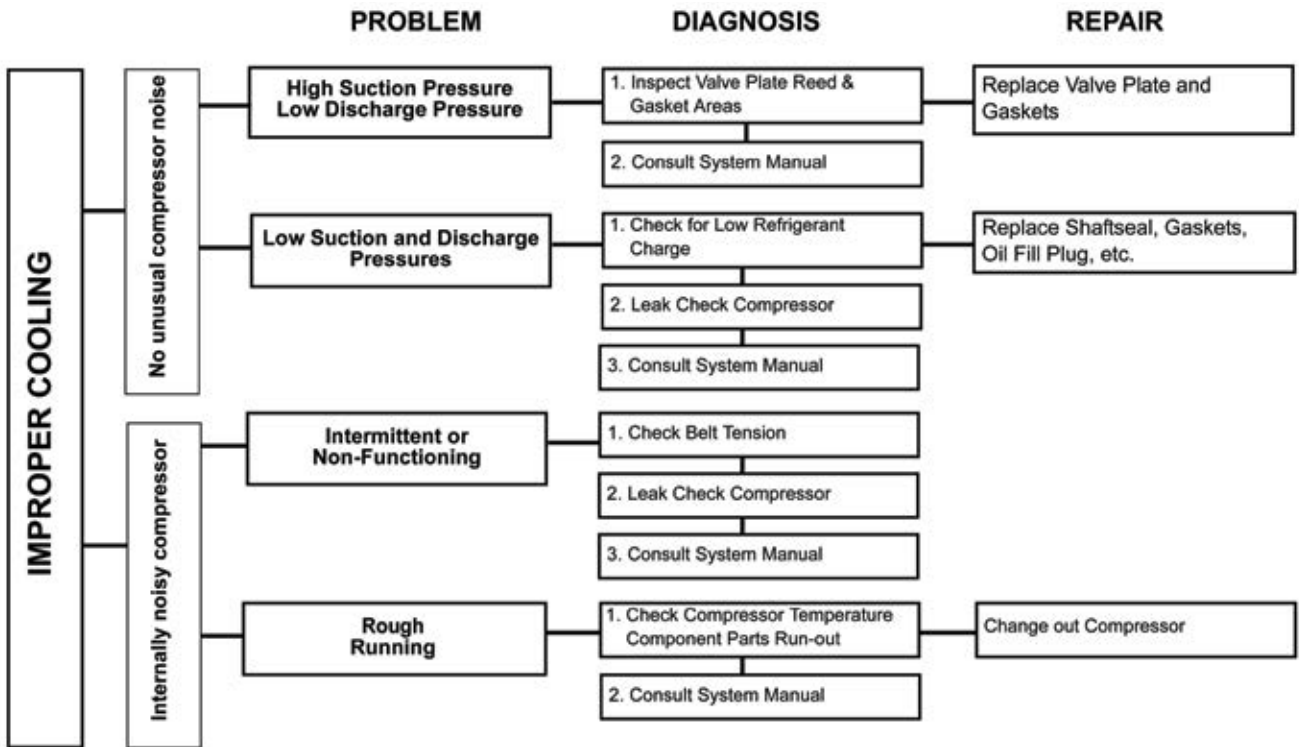 PROBLEM DIAGNOSIS REPAIR
IMPROPER COOLING
No unusual compressor noise
High Suction Pressure
Low Discharge Pressure
1. Inspect Valve Plate Reed &
Gasket Areas
Replace Valve Plate and
Gaskets
2. Consult System Manual
Low Suction and Discharge
Pressures
1. Check for Low Refrigerant
Charge
Replace Shaftseal, Gaskets,
Oil Fill Plug, etc.
2. Leak Check Compressor
3. Consult System Manual
Internally noisy compressor
Intermittent or
Non-Functioning
1. Check Belt Tension
2. Leak Check Compressor
3. Consult System Manual
Rough
Running
1. Check Compressor Temperature
Component Parts Run-out
Change out Compressor
2. Consult System Manual